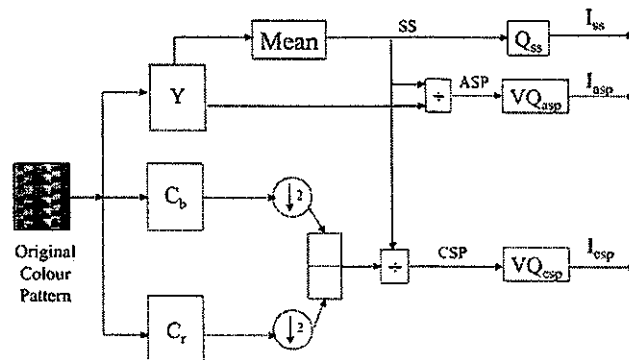 Mean
SS
Q_ss
I_ss
Y
÷
ASP
VQ_asp
I_asp
C_b
↓2
Original
Colour
Pattern
÷
CSP
VQ_csp
I_csp
C_r
↓2